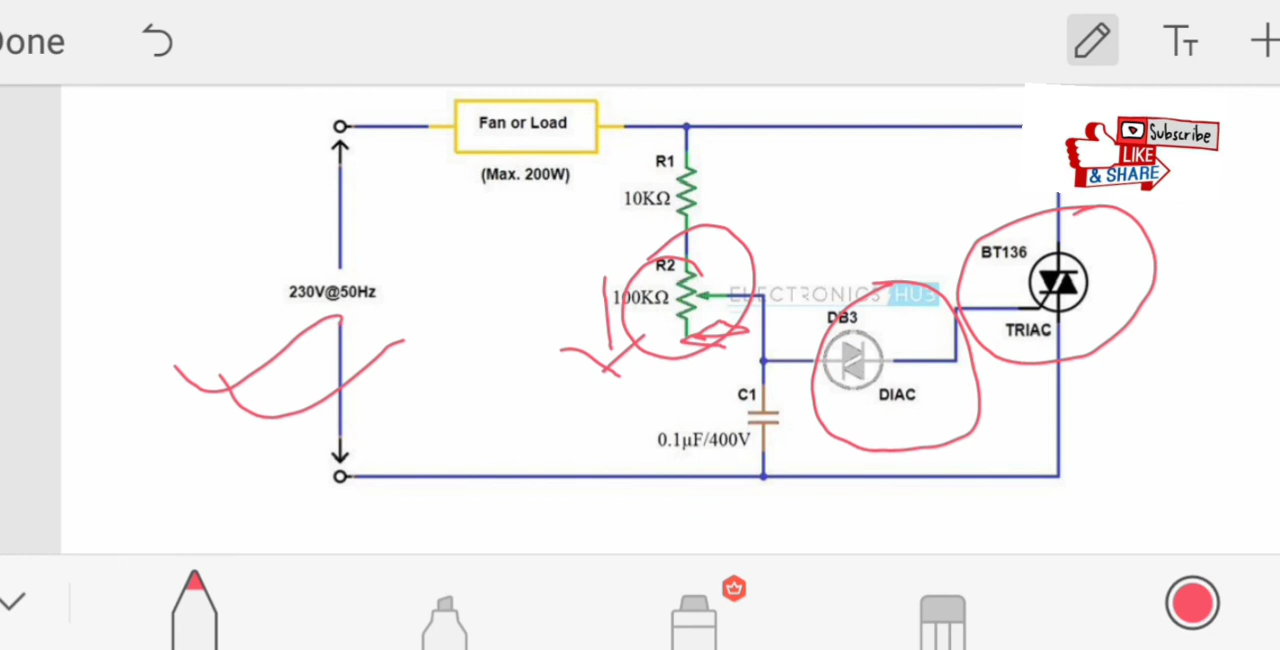 Done
TT
Fan or Load
(Max. 200W)
Subscribe
LIKE
& SHARE
R1
10KΩ
R2
100KΩ
230V@50Hz
ELECTRONICS HUB
BT136
TRIAC
DB3
DIAC
C1
0.1µF/400V